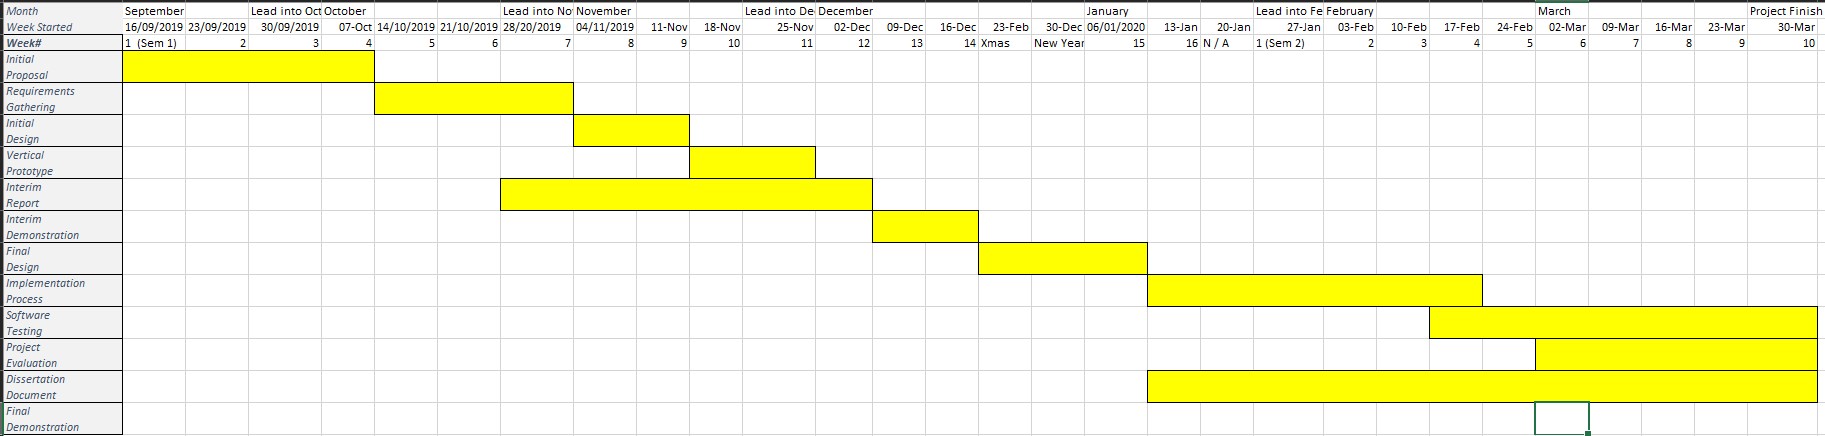 Month September Lead into Oct October Lead into No November Lead into De December January Lead into Fe February March Project Finish
Week Started 16/09/2019 23/09/2019 30/09/2019 07-Oct 14/10/2019 21/10/2019 28/20/2019 04/11/2019 11-Nov 18-Nov 25-Nov 02-Dec 09-Dec 16-Dec 23-Feb 30-Dec 06/01/2020 13-Jan 20-Jan 27-Jan 03-Feb 10-Feb 17-Feb 24-Feb 02-Mar 09-Mar 16-Mar 23-Mar 30-Mar
Week# 1 (Sem 1) 2 3 4 5 6 7 8 9 10 11 12 13 14 Xmas New Year 15 16 N / A 1 (Sem 2) 2 3 4 5 6 7 8 9 10
Initial
Proposal
Requirements
Gathering
Initial
Design
Vertical
Prototype
Interim
Report
Interim
Demonstration
Final
Design
Implementation
Process
Software
Testing
Project
Evaluation
Dissertation
Document
Final
Demonstration